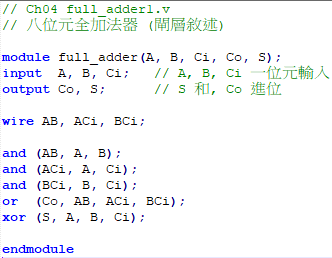 // Ch04 full_adder1.v
// 八位元全加法器 (閘層敘述)
module full_adder(A, B, Ci, Co, S);
input  A, B, Ci;   // A, B, Ci 一位元輸入
output Co, S;      // S 和, Co 進位
wire AB, ACi, BCi;
and (AB, A, B);
and (ACi, A, Ci);
and (BCi, B, Ci);
or  (Co, AB, ACi, BCi);
xor (S, A, B, Ci);
endmodule